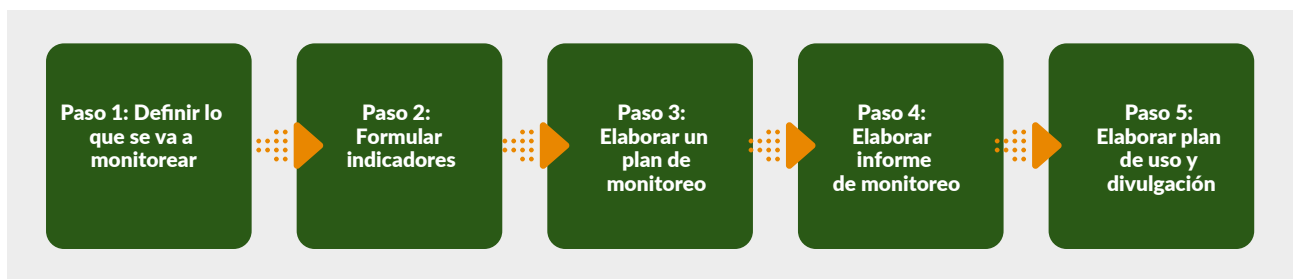 Paso 1: Definir lo
que se va a
monitorear
Paso 2:
Formular
indicadores
Paso 3:
Elaborar un
plan de
monitoreo
Paso 4:
Elaborar
informe
de monitoreo
Paso 5:
Elaborar plan
de uso y
divulgación